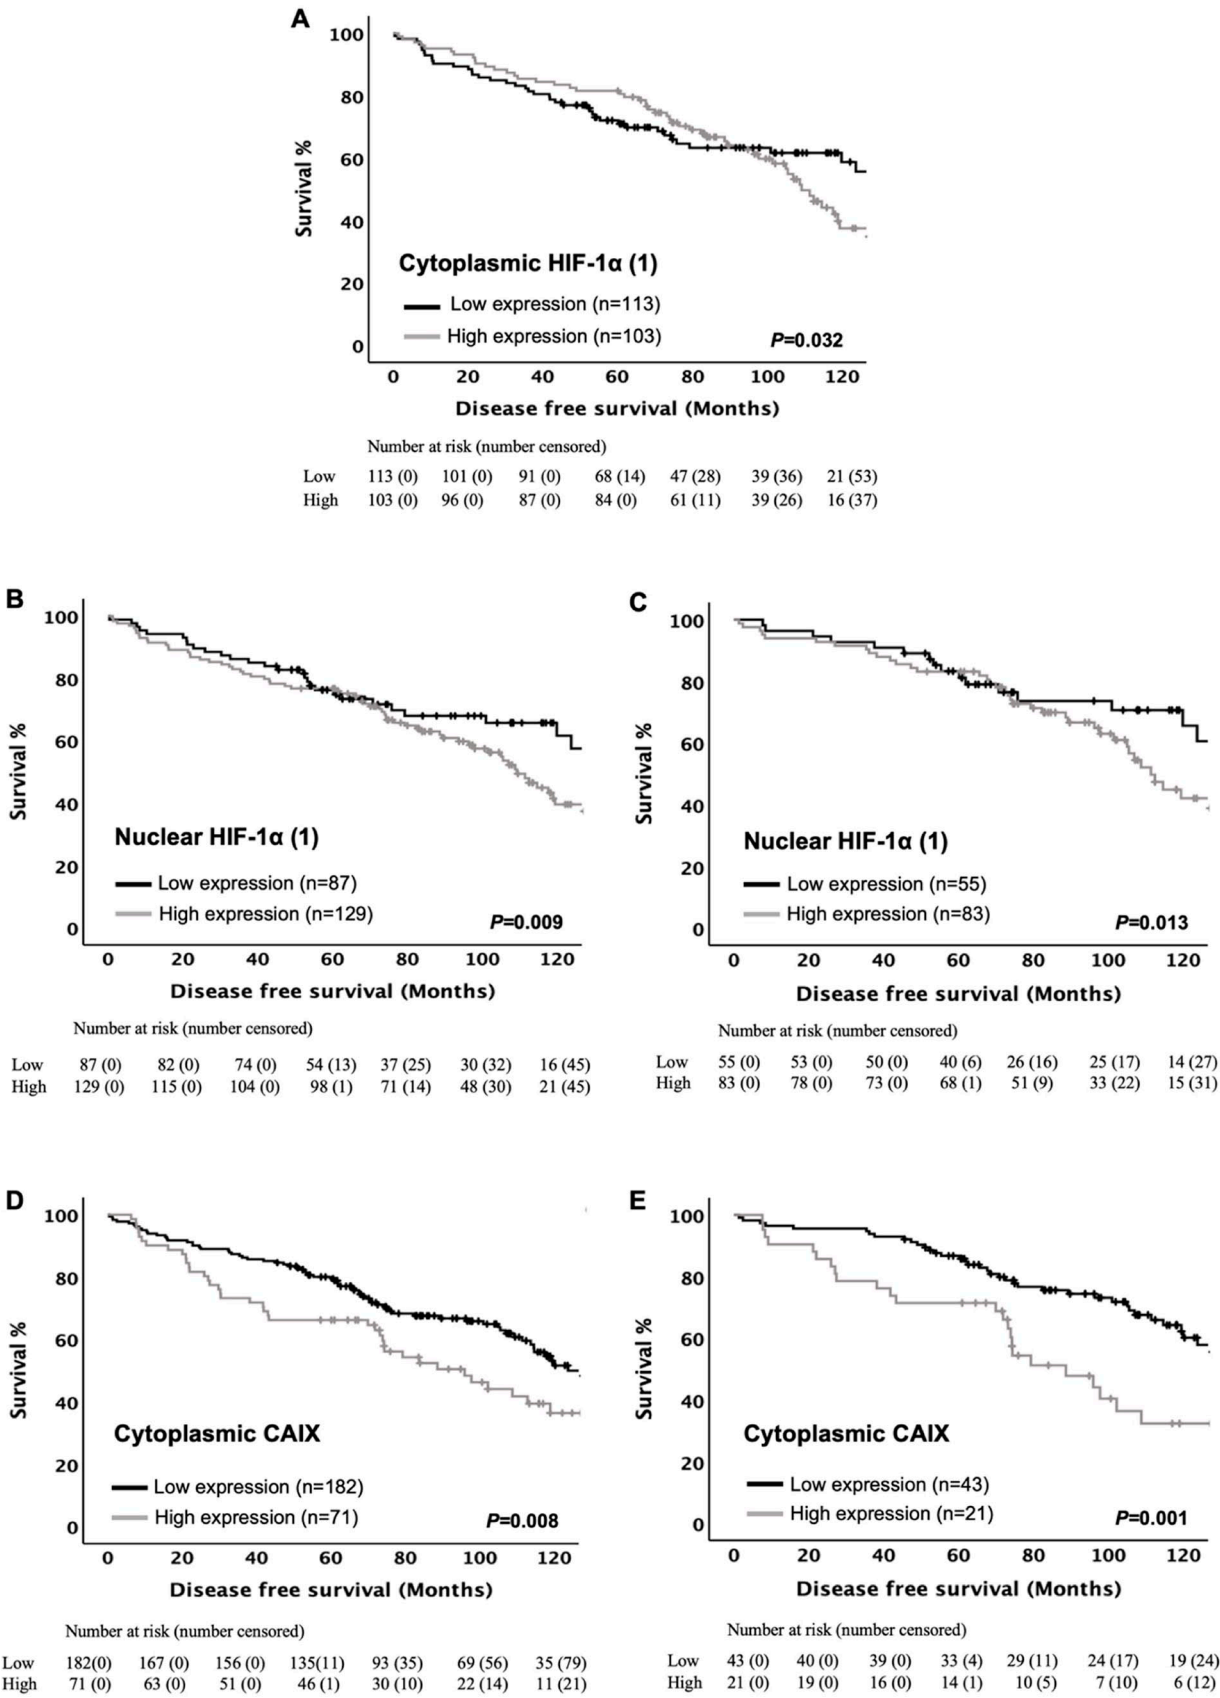 A
100
80
60
40
20
0
Survival %
Cytoplasmic HIF-1α (1)
Low expression (n=113)
High expression (n=103)
P=0.032
0 20 40 60 80 100 120
Disease free survival (Months)
Number at risk (number censored)
Low 113 (0) 101 (0) 91 (0) 68 (14) 47 (28) 39 (36) 21 (53)
High 103 (0) 96 (0) 87 (0) 84 (0) 61 (11) 39 (26) 16 (37)
B
100
80
60
40
20
0
Survival %
Nuclear HIF-1α (1)
Low expression (n=87)
High expression (n=129)
P=0.009
0 20 40 60 80 100 120
Disease free survival (Months)
Number at risk (number censored)
Low 87 (0) 82 (0) 74 (0) 54 (13) 37 (25) 30 (32) 16 (45)
High 129 (0) 115 (0) 104 (0) 98 (1) 71 (14) 48 (30) 21 (45)
C
100
80
60
40
20
0
Survival %
Nuclear HIF-1α (1)
Low expression (n=55)
High expression (n=83)
P=0.013
0 20 40 60 80 100 120
Disease free survival (Months)
Number at risk (number censored)
Low 55 (0) 53 (0) 50 (0) 40 (6) 26 (16) 25 (17) 14 (27)
High 83 (0) 78 (0) 73 (0) 68 (1) 51 (9) 33 (22) 15 (31)
D
100
80
60
40
20
0
Survival %
Cytoplasmic CAIX
Low expression (n=182)
High expression (n=71)
P=0.008
0 20 40 60 80 100 120
Disease free survival (Months)
Number at risk (number censored)
Low 182(0) 167 (0) 156 (0) 135(11) 93 (35) 69 (56) 35 (79)
High 71 (0) 63 (0) 51 (0) 46 (1) 30 (10) 22 (14) 11 (21)
E
100
80
60
40
20
0
Survival %
Cytoplasmic CAIX
Low expression (n=43)
High expression (n=21)
P=0.001
0 20 40 60 80 100 120
Disease free survival (Months)
Number at risk (number censored)
Low 43 (0) 40 (0) 39 (0) 33 (4) 29 (11) 24 (17) 19 (24)
High 21 (0) 19 (0) 16 (0) 14 (1) 10 (5) 7 (10) 6 (12)